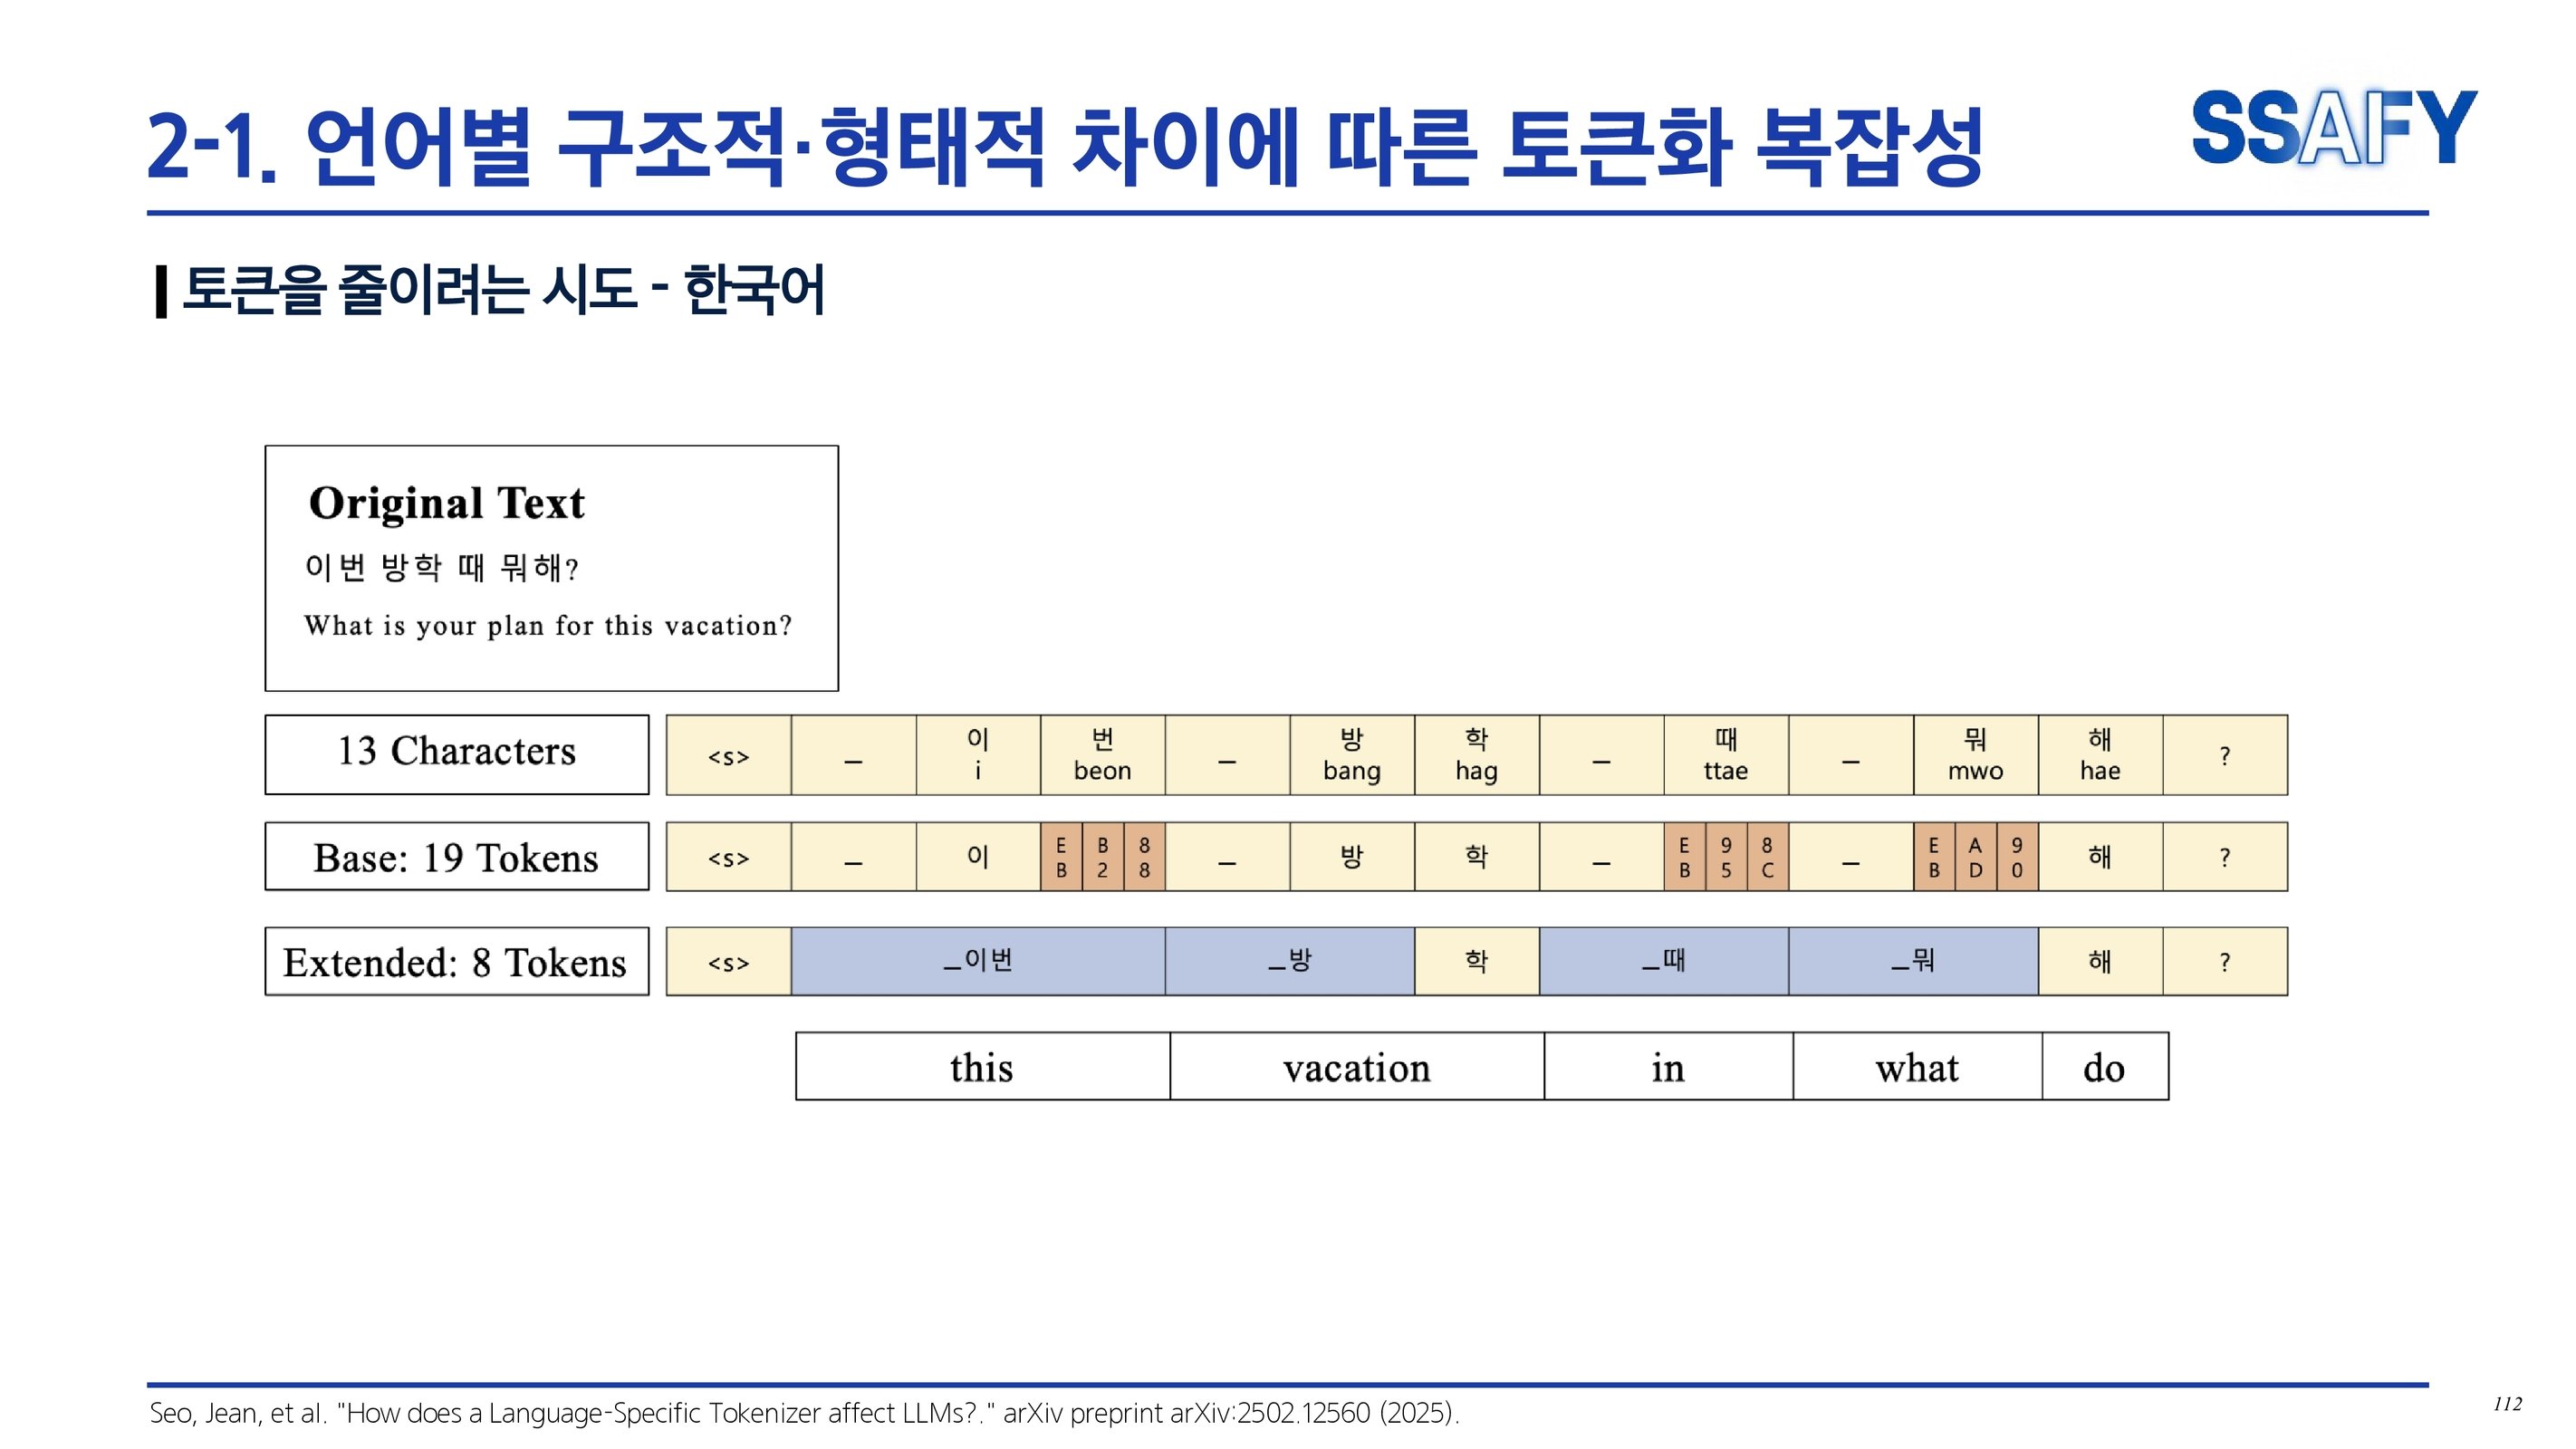 2-1. 언어별 구조적·형태적 차이에 따른 토큰화 복잡성
SSAFY
토큰을 줄이려는 시도 - 한국어
Original Text
이번 방학 때 뭐해?
What is your plan for this vacation?
13 Characters
<s> _ 이 번 _ 방 학 _ 때 _ 뭐 해 ?
i beon bang hag ttae mwo hae
Base: 19 Tokens
<s> _ 이 EB B2 88 _ 방 학 _ EB 95 8C _ EB AD 90 해 ?
Extended: 8 Tokens
<s> _이번 _방 학 _때 _뭐 해 ?
this vacation in what do
Seo, Jean, et al. "How does a Language-Specific Tokenizer affect LLMs?." arXiv preprint arXiv:2502.12560 (2025).
112